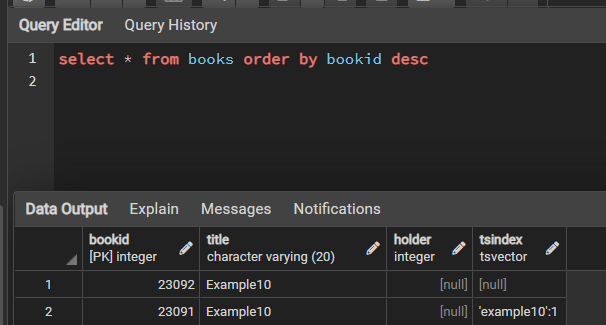 Query Editor Query History
1 select * from books order by bookid desc
2
Data Output Explain Messages Notifications
bookid title holder tsindex
[PK] integer character varying (20) integer tsvector
1 23092 Example10 [null] [null]
2 23091 Example10 [null] 'example10':1